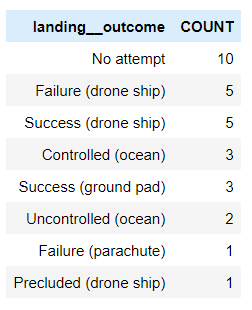 landing__outcome COUNT
No attempt 10
Failure (drone ship) 5
Success (drone ship) 5
Controlled (ocean) 3
Success (ground pad) 3
Uncontrolled (ocean) 2
Failure (parachute) 1
Precluded (drone ship) 1